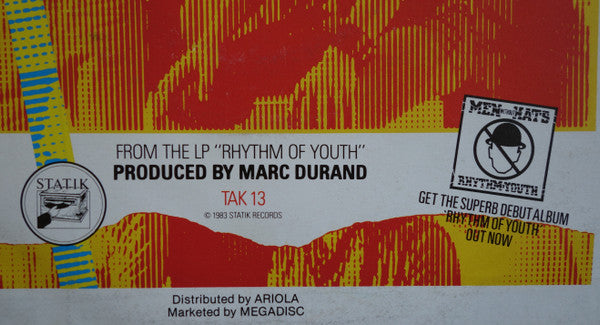 FROM THE LP "RHYTHM OF YOUTH"
PRODUCED BY MARC DURAND
TAK 13
© 1983 STATIK RECORDS
STATIK
MEN WITHOUT HATS
RHYTHM OF YOUTH
GET THE SUPERB DEBUT ALBUM
RHYTHM OF YOUTH
OUT NOW
Distributed by ARIOLA
Marketed by MEGADISC